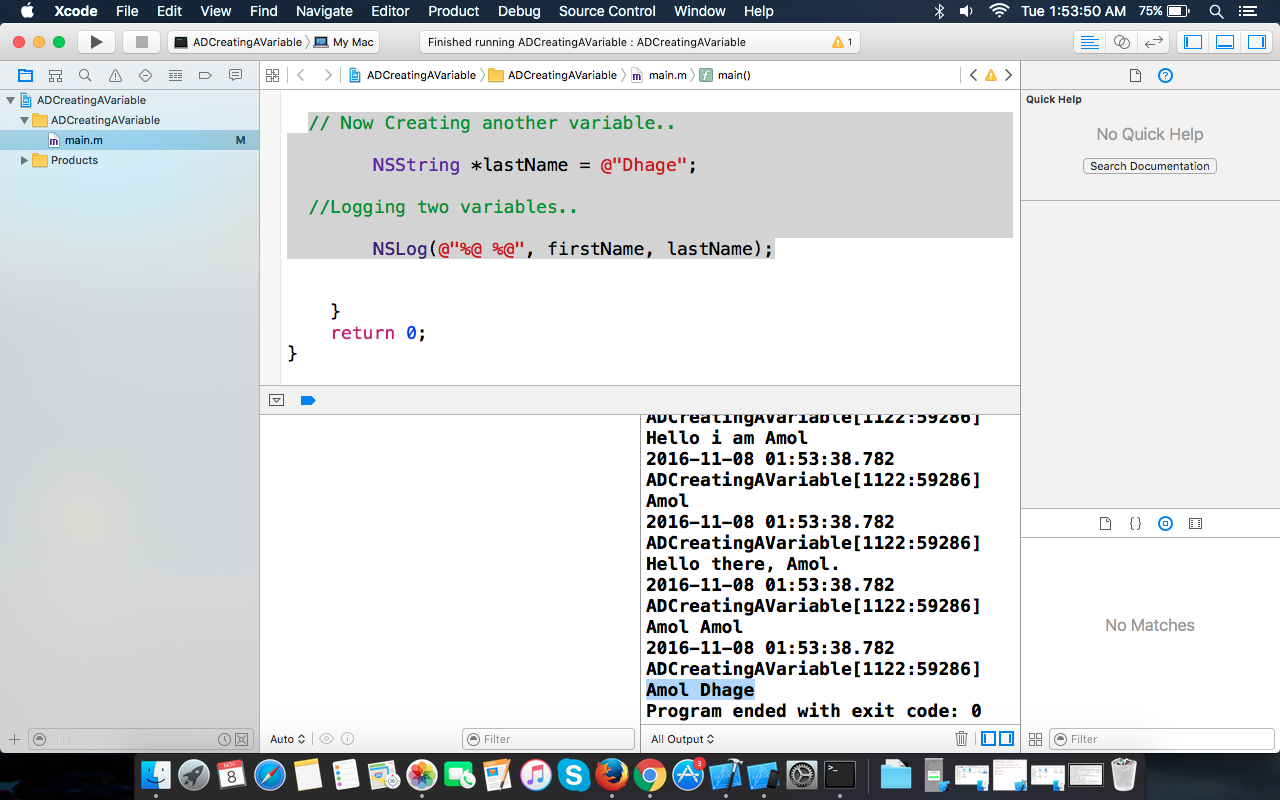 Xcode File Edit View Find Navigate Editor Product Debug Source Control Window Help Tue 1:53:50 AM 75%
ADCreatingAVariable My Mac Finished running ADCreatingAVariable : ADCreatingAVariable 1
ADCreatingAVariable ADCreatingAVariable main.m main()
ADCreatingAVariable
ADCreatingAVariable
main.m M
Products
// Now Creating another variable..
NSString *lastName = @"Dhage";
//Logging two variables..
NSLog(@"%@ %@", firstName, lastName);
}
return 0;
}
Quick Help
No Quick Help
Search Documentation
ADCreatingAVariable[1122:59286]
Hello i am Amol
2016-11-08 01:53:38.782
ADCreatingAVariable[1122:59286]
Amol
2016-11-08 01:53:38.782
ADCreatingAVariable[1122:59286]
Hello there, Amol.
2016-11-08 01:53:38.782
ADCreatingAVariable[1122:59286]
Amol Amol
2016-11-08 01:53:38.782
ADCreatingAVariable[1122:59286]
Amol Dhage
Program ended with exit code: 0
No Matches
Auto Filter All Output Filter
NOV
8
3